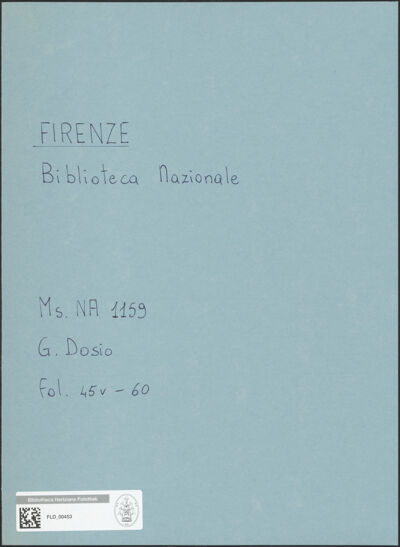 FIRENZE
Biblioteca Nazionale
Ms. NA 1159
G. Dosio
Fol. 45v - 60
Bibliotheca Hertziana Fotothek
FLD_00453